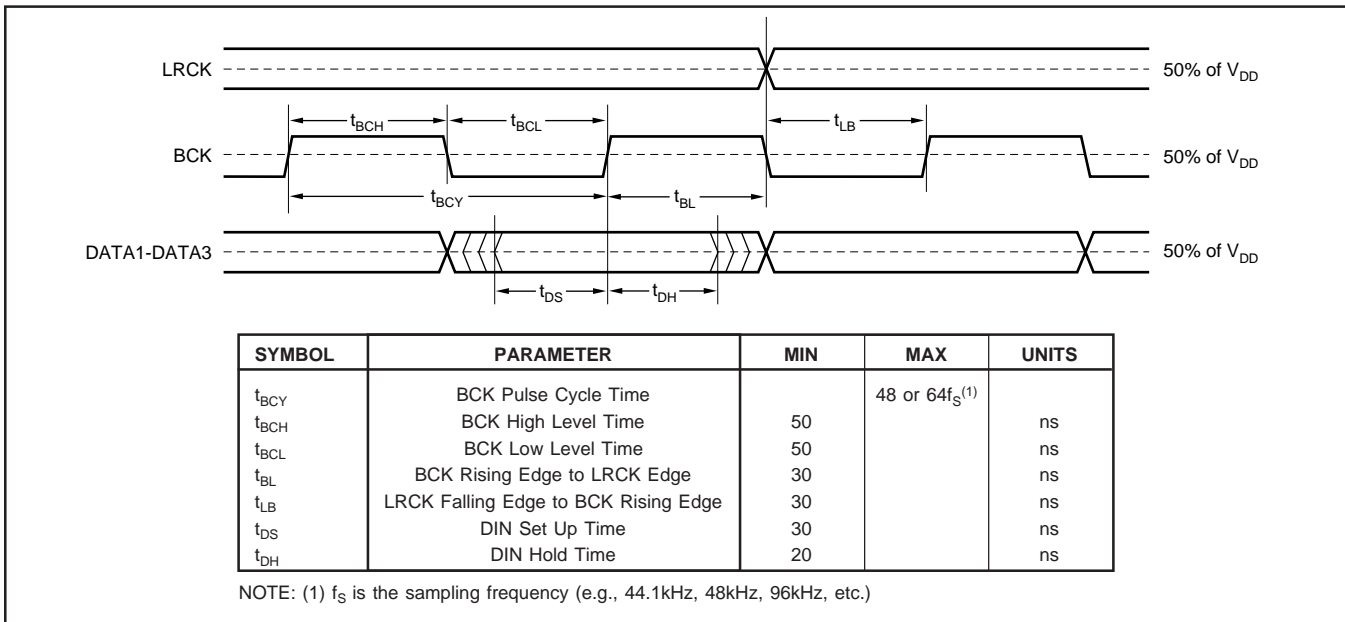 LRCK
50% of VDD
tBCH
tBCL
tLB
BCK
50% of VDD
tBCY
tBL
DATA1-DATA3
50% of VDD
tDS
tDH
SYMBOL PARAMETER MIN MAX UNITS
tBCY BCK Pulse Cycle Time 48 or 64fS(1)
tBCH BCK High Level Time 50 ns
tBCL BCK Low Level Time 50 ns
tBL BCK Rising Edge to LRCK Edge 30 ns
tLB LRCK Falling Edge to BCK Rising Edge 30 ns
tDS DIN Set Up Time 30 ns
tDH DIN Hold Time 20 ns
NOTE: (1) fS is the sampling frequency (e.g., 44.1kHz, 48kHz, 96kHz, etc.)